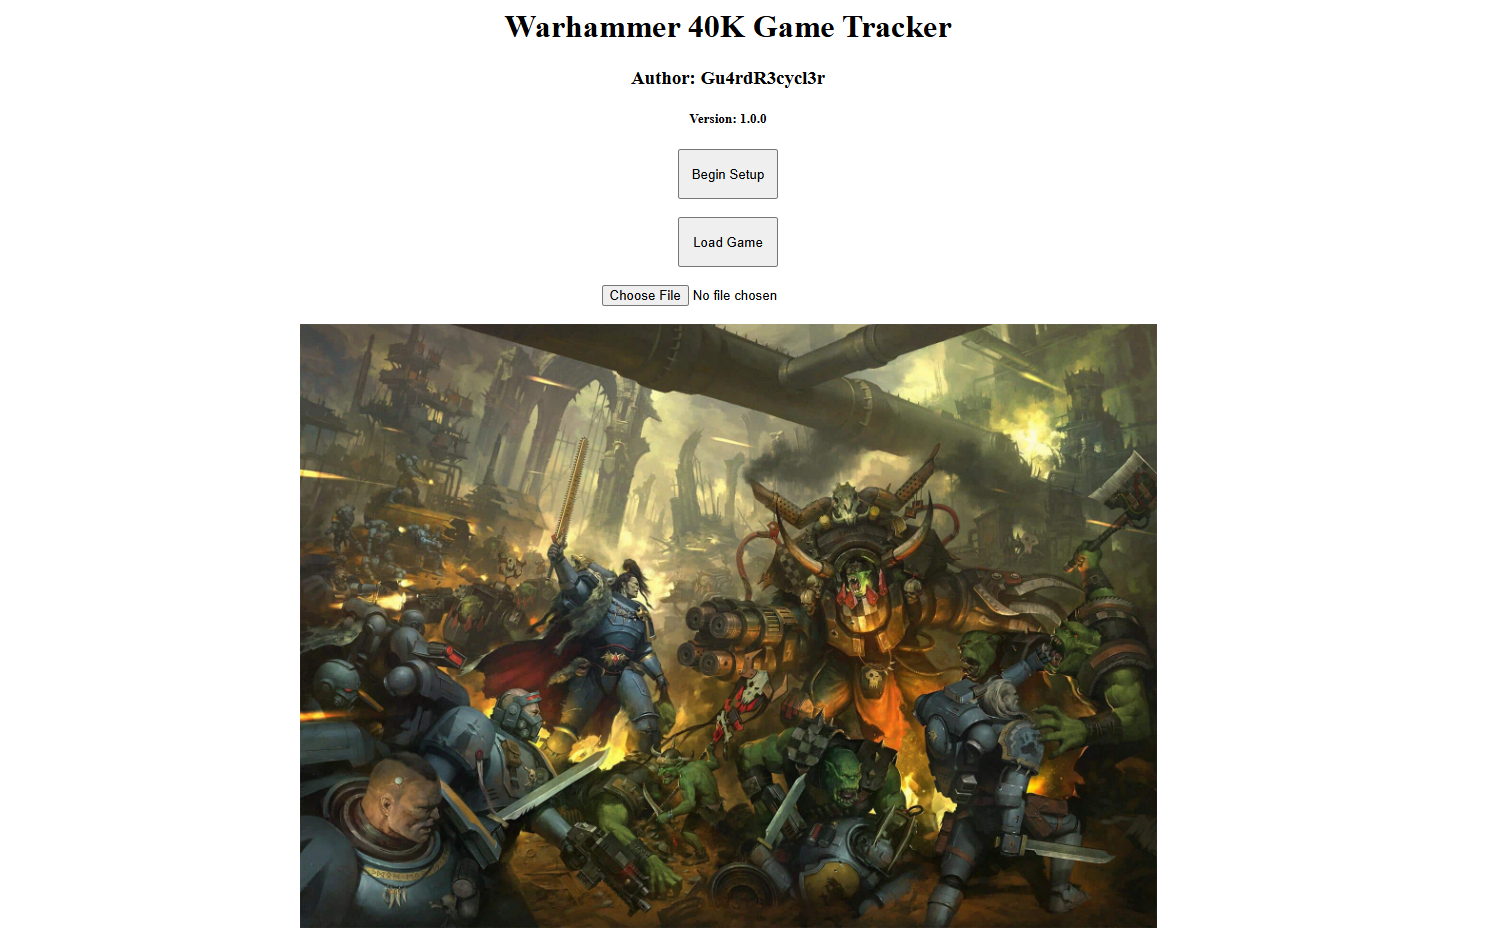 Warhammer 40K Game Tracker
Author: Gu4rdR3cycl3r
Version: 1.0.0
Begin Setup
Load Game
Choose File No file chosen